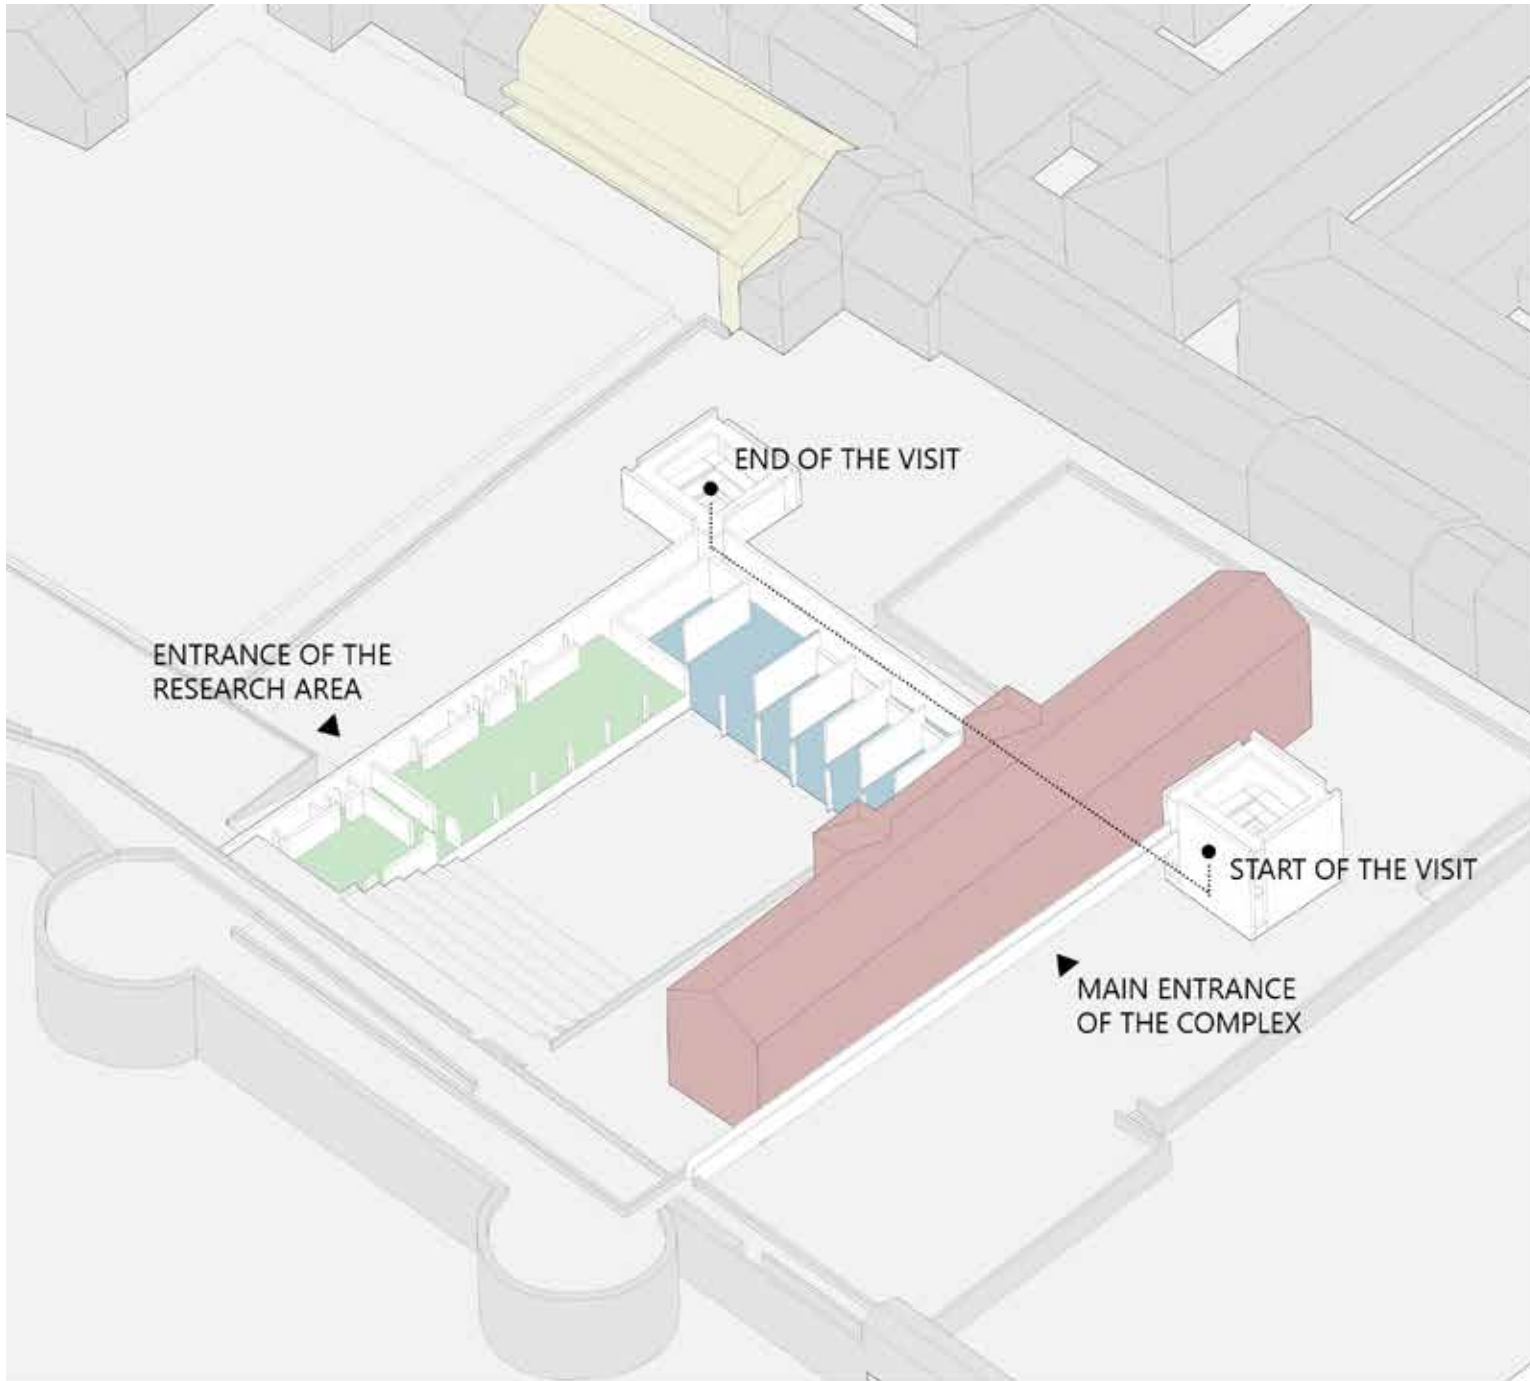 END OF THE VISIT
ENTRANCE OF THE
RESEARCH AREA
START OF THE VISIT
MAIN ENTRANCE
OF THE COMPLEX